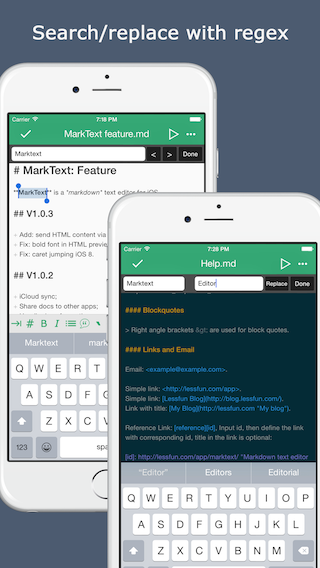 Search/replace with regex
Carrier 7:18 PM
MarkText feature.md
Marktext < > Done
# MarkText: Feature
**MarkText** is a *markdown* text editor for iOS
## V1.0.3
> Add: send HTML content via
> Fix: bold font in HTML previe
> Fix: caret jumping iOS 8.
## V1.0.2
> iCloud sync;
> Share docs to other apps;
# B I
Marktext mark
Q W E R T
A S D F
Z X C
123 spa
Carrier 7:28 PM
Help.md
Marktext Editor Replace Done
#### Blockquotes
> Right angle brackets &gt; are used for block quotes.
#### Links and Email
Email: <example@example.com>.
Simple link: <http://lessfun.com/app>.
Simple link: [Lessfun Blog](http://blog.lessfun.com/).
Link with title: [My Blog](http://lessfun.com "My blog").
Reference Link: [reference][id], Input id, then define the link
with corresponding id, title in the link is optional:
[id]: http://lessfun.com/app/marktext/ "Markdown text editor
"Editor" Editors Editorial
Q W E R T Y U I O P
A S D F G H J K L
Z X C V B N M